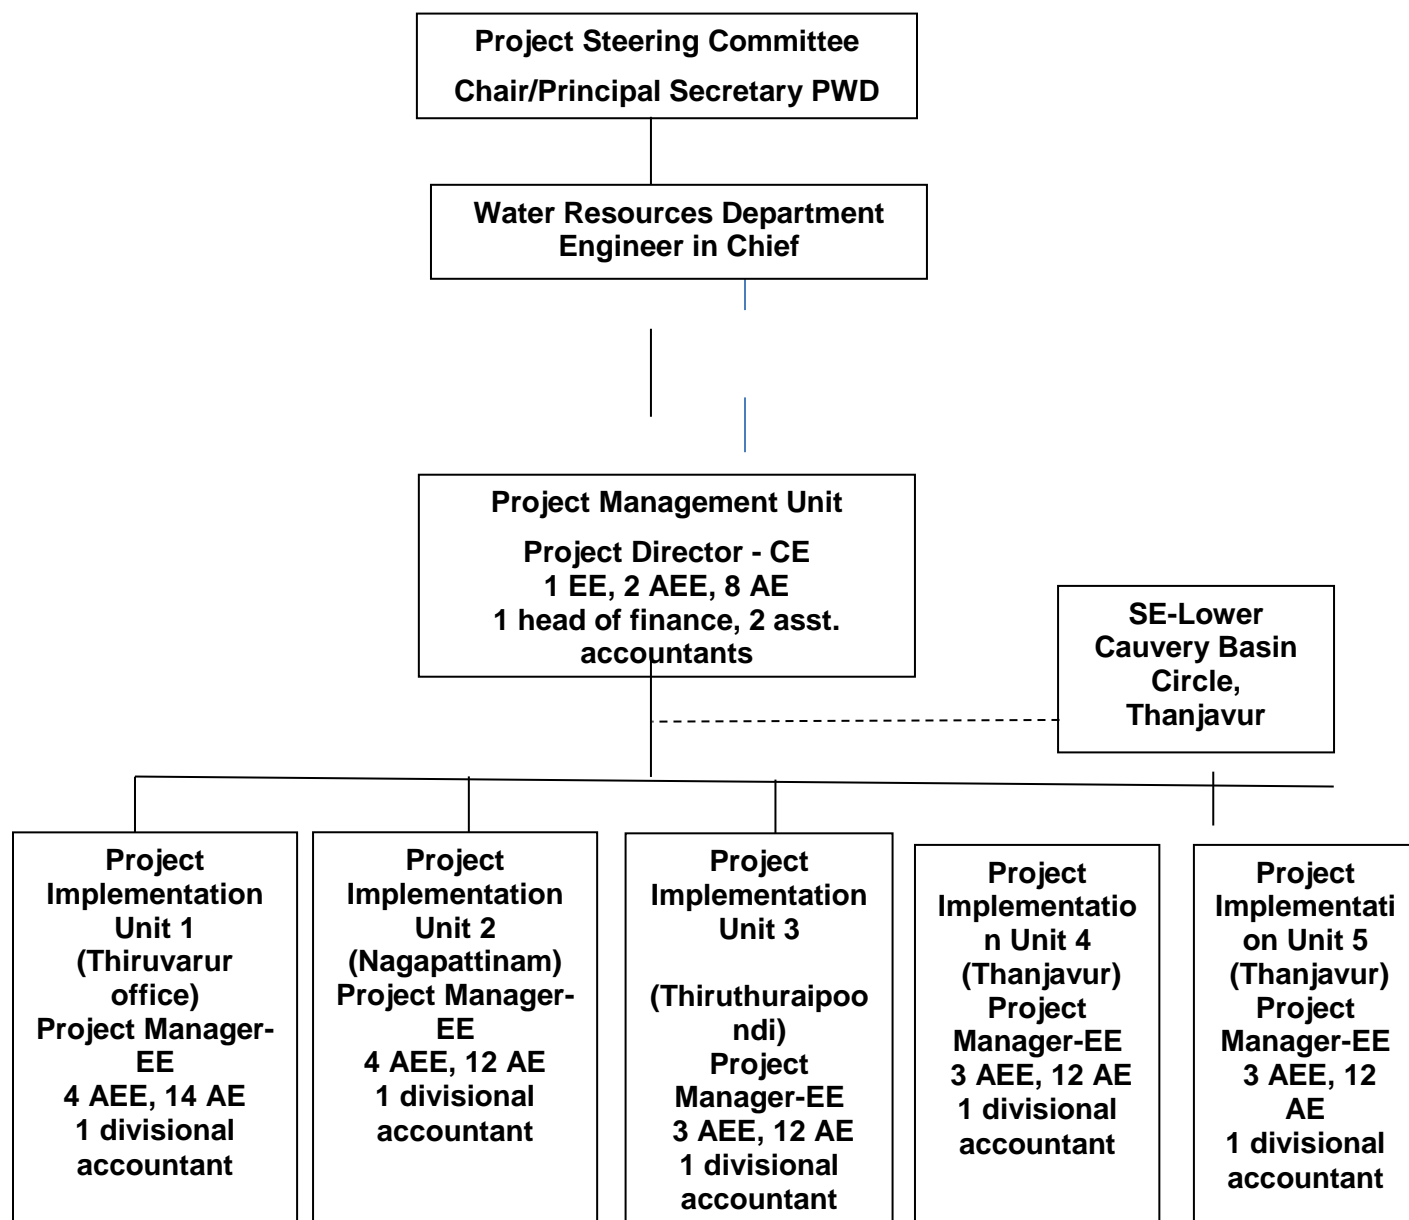 Project Steering Committee
Chair/Principal Secretary PWD
Water Resources Department
Engineer in Chief
Project Management Unit
Project Director - CE
1 EE, 2 AEE, 8 AE
1 head of finance, 2 asst.
accountants
SE-Lower
Cauvery Basin
Circle,
Thanjavur
Project
Implementation
Unit 1
(Thiruvarur
office)
Project Manager-
EE
4 AEE, 14 AE
1 divisional
accountant
Project
Implementation
Unit 2
(Nagapattinam)
Project Manager-
EE
4 AEE, 12 AE
1 divisional
accountant
Project
Implementation
Unit 3
(Thiruthuraipoo
ndi)
Project
Manager-EE
3 AEE, 12 AE
1 divisional
accountant
Project
Implementatio
n Unit 4
(Thanjavur)
Project
Manager-EE
3 AEE, 12 AE
1 divisional
accountant
Project
Implementati
on Unit 5
(Thanjavur)
Project
Manager-EE
3 AEE, 12
AE
1 divisional
accountant